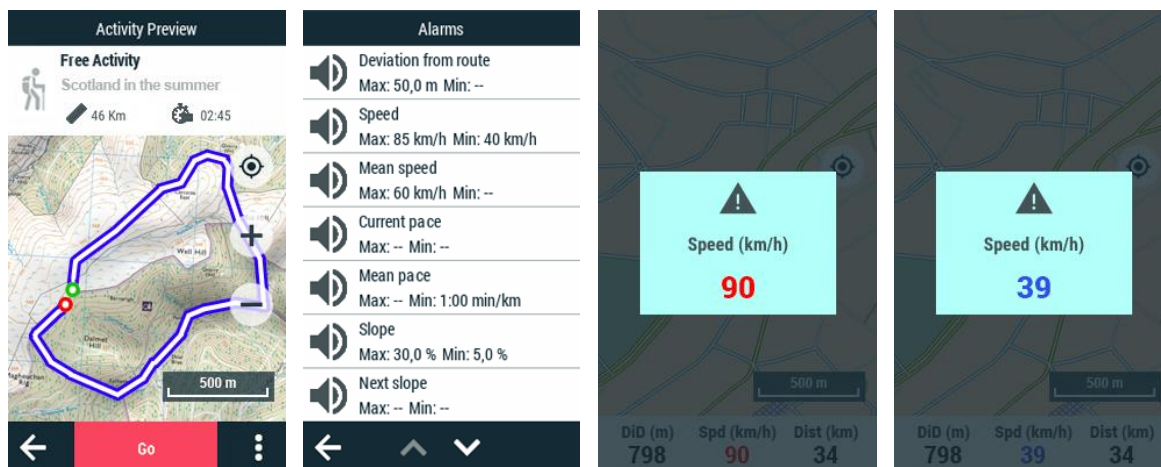 Activity Preview
Free Activity
Scotland in the summer
46 Km 02:45
Well Hill
Dalmat
Hill
500 m
Go
Alarms
Deviation from route
Max: 50,0 m Min: --
Speed
Max: 85 km/h Min: 40 km/h
Mean speed
Max: 60 km/h Min: --
Current pace
Max: -- Min: --
Mean pace
Max: -- Min: 1:00 min/km
Slope
Max: 30,0 % Min: 5,0 %
Next slope
Max: -- Min: --
Speed (km/h)
90
500 m
DiD (m) Spd (km/h) Dist (km)
798 90 34
Speed (km/h)
39
500 m
DiD (m) Spd (km/h) Dist (km)
798 39 34